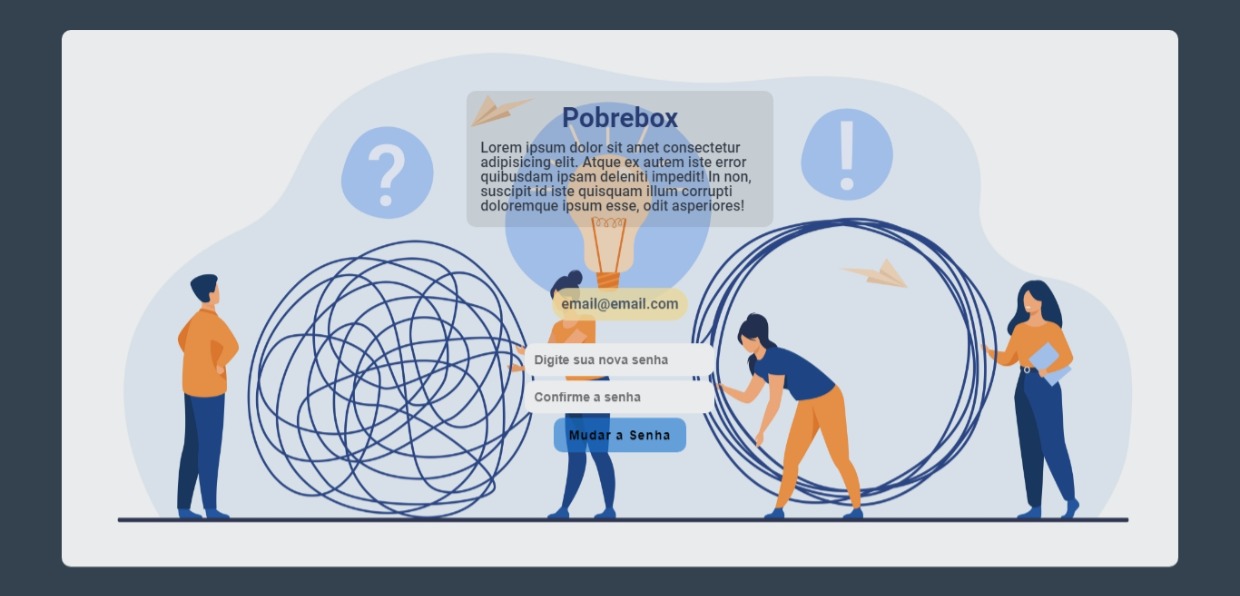 ?
!
Pobrebox
Lorem ipsum dolor sit amet consectetur
adipisicing elit. Atque ex autem iste error
quibusdam ipsam deleniti impedit! In non,
suscipit id iste quisquam illum corrupti
doloremque ipsum esse, odit asperiores!
email@email.com
Digite sua nova senha
Confirme a senha
Mudar a Senha